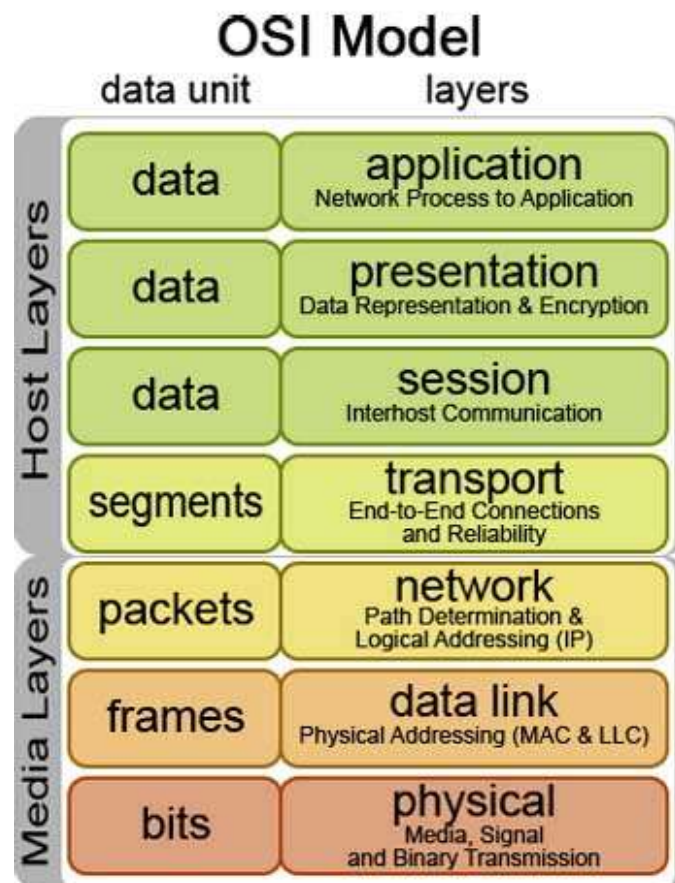 OSI Model
data unit layers
Host Layers
data
application
Network Process to Application
data
presentation
Data Representation & Encryption
data
session
Interhost Communication
segments
transport
End-to-End Connections
and Reliability
Media Layers
packets
network
Path Determination &
Logical Addressing (IP)
frames
data link
Physical Addressing (MAC & LLC)
bits
physical
Media, Signal
and Binary Transmission